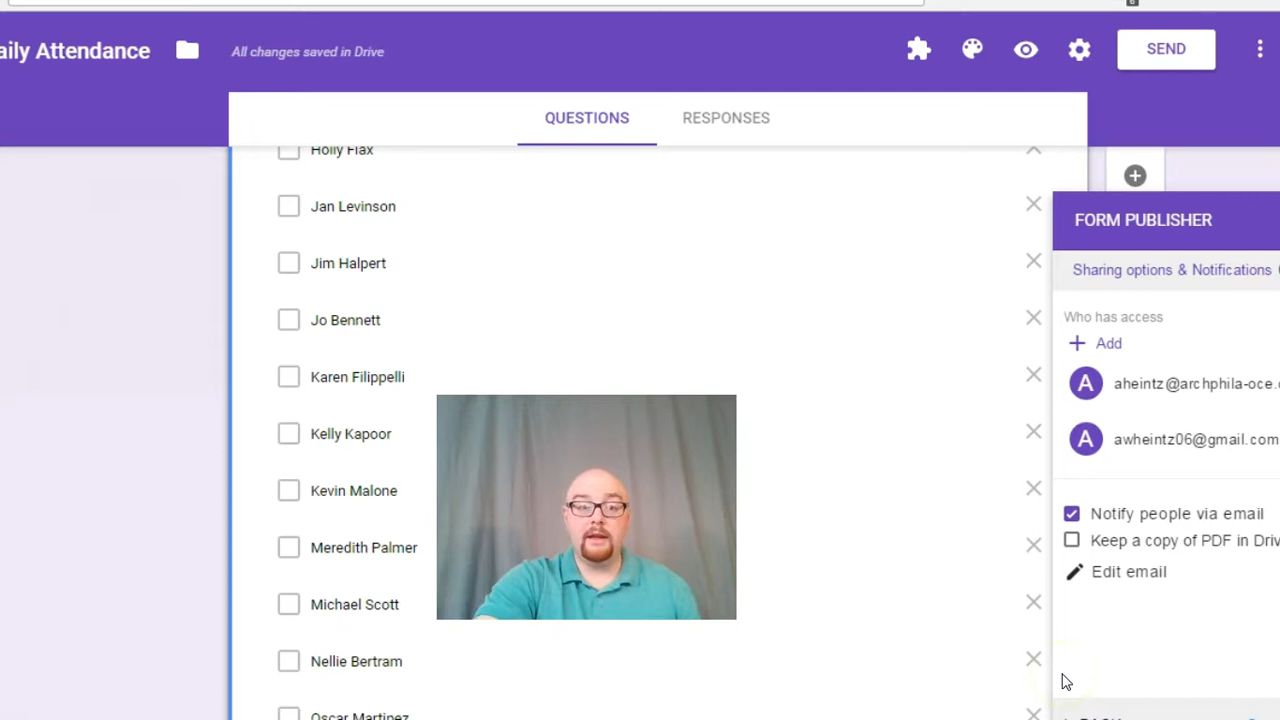 aily Attendance
All changes saved in Drive
SEND
QUESTIONS
RESPONSES
Holly Flax
Jan Levinson
Jim Halpert
Jo Bennett
Karen Filippelli
Kelly Kapoor
Kevin Malone
Meredith Palmer
Michael Scott
Nellie Bertram
Oscar Martinez
FORM PUBLISHER
Sharing options & Notifications
Who has access
+ Add
A aheintz@archphila-oce.
A awheintz06@gmail.com
Notify people via email
Keep a copy of PDF in Driv
Edit email